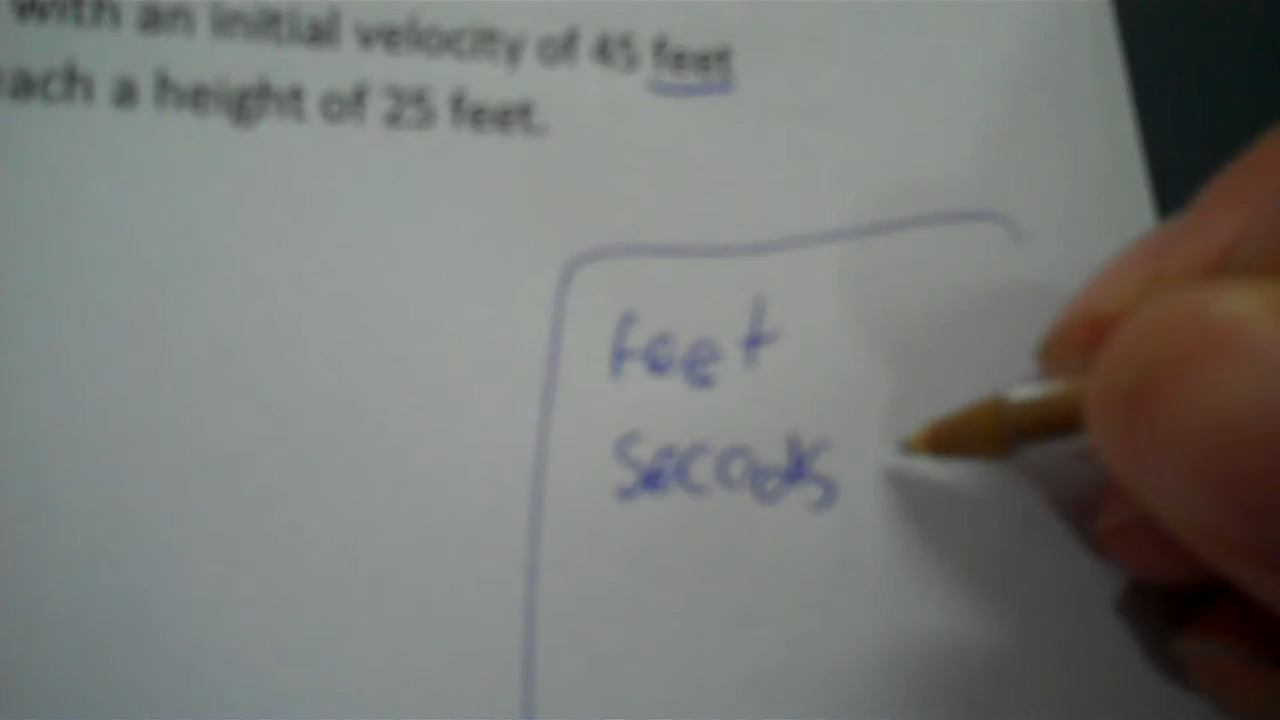 with an initial velocity of 45 feet
each a height of 25 feet.
feet
seconds